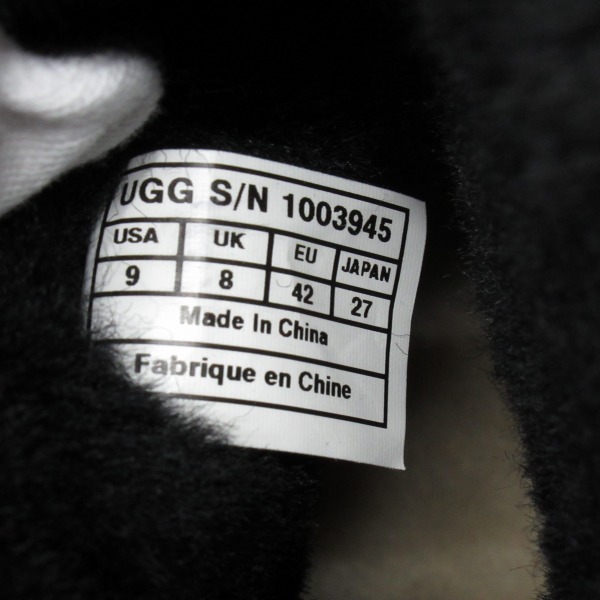 UGG S/N 1003945
USA UK EU JAPAN
9 8 42 27
Made In China
Fabrique en Chine